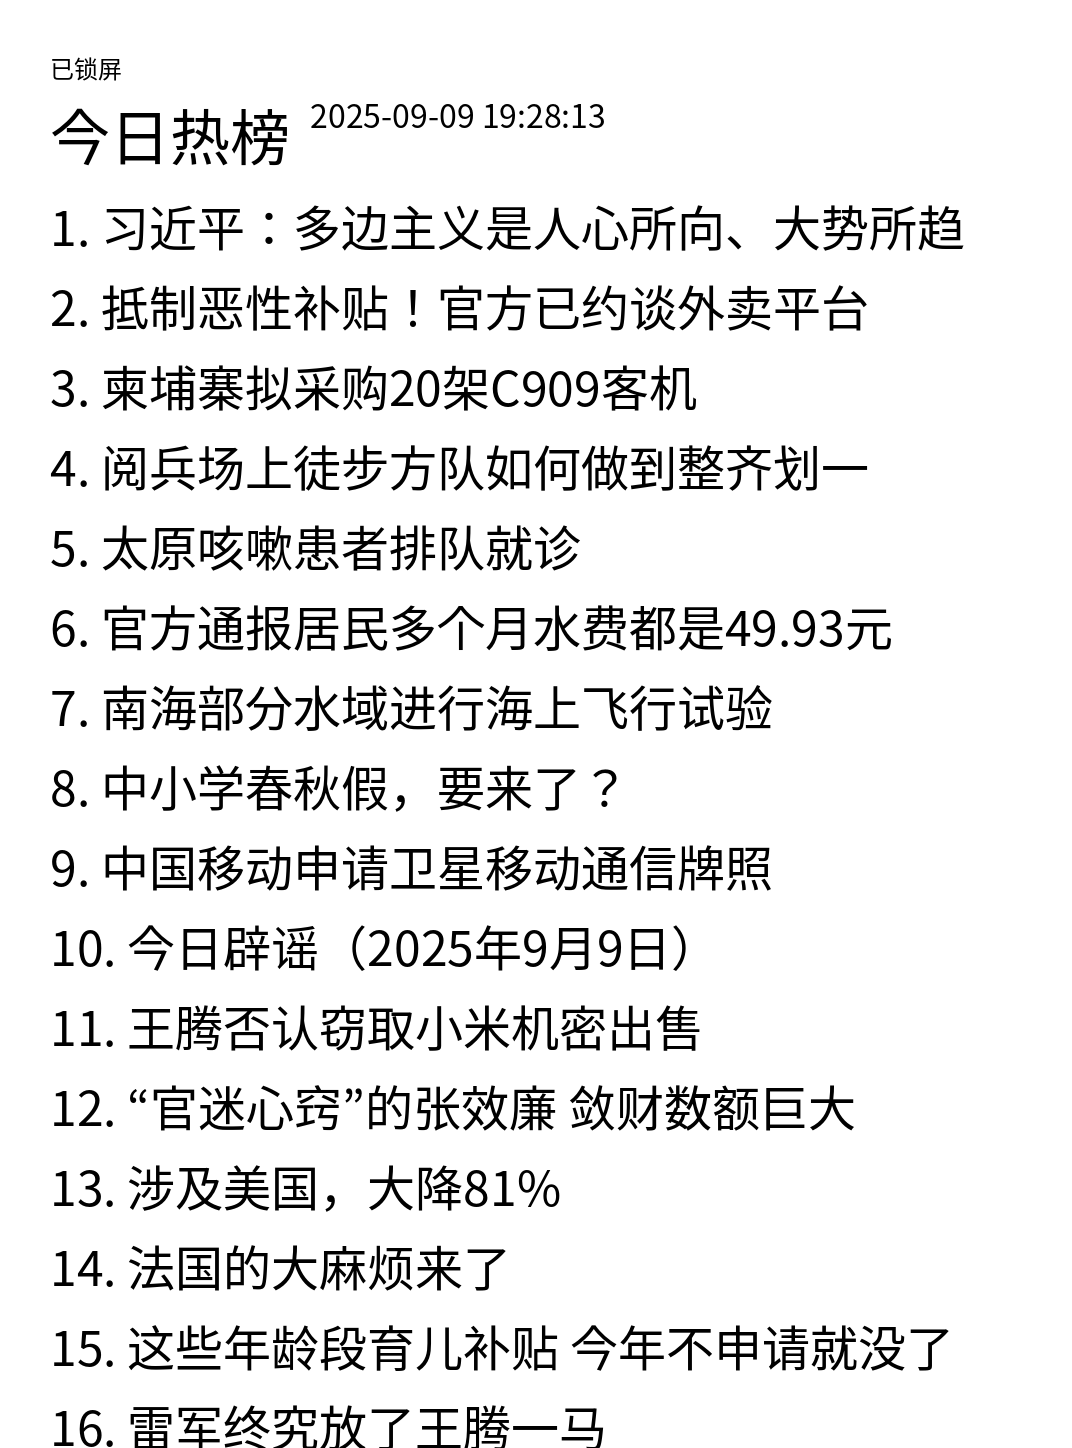 已锁屏
今日热榜 2025-09-09 19:28:13
1. 习近平：多边主义是人心所向、大势所趋
2. 抵制恶性补贴！官方已约谈外卖平台
3. 柬埔寨拟采购20架C909客机
4. 阅兵场上徒步方队如何做到整齐划一
5. 太原咳嗽患者排队就诊
6. 官方通报居民多个月水费都是49.93元
7. 南海部分水域进行海上飞行试验
8. 中小学春秋假，要来了？
9. 中国移动申请卫星移动通信牌照
10. 今日辟谣（2025年9月9日）
11. 王腾否认窃取小米机密出售
12. “官迷心窍”的张效廉 敛财数额巨大
13. 涉及美国，大降81%
14. 法国的大麻烦来了
15. 这些年龄段育儿补贴 今年不申请就没了
16. 雷军终究放了王腾一马